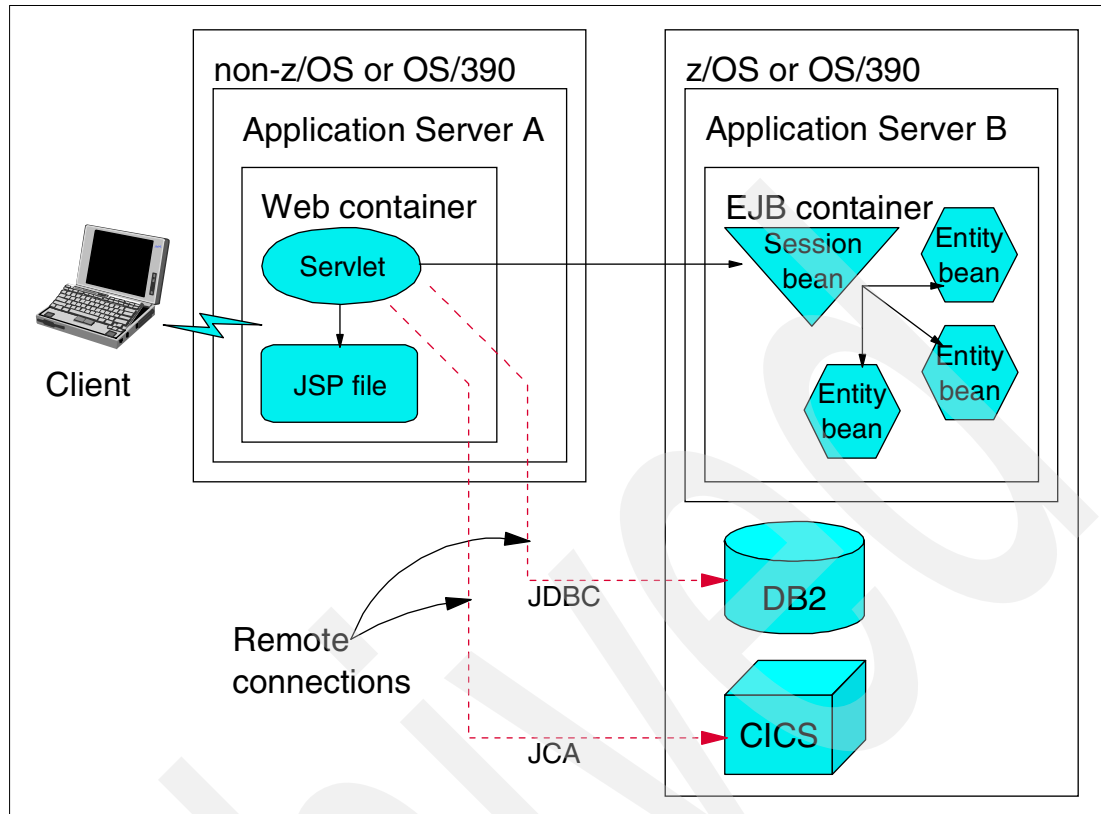 non-z/OS or OS/390
Application Server A
Web container
Servlet
JSP file
Client
z/OS or OS/390
Application Server B
EJB container
Session
bean
Entity
bean
Entity
bean
Entity
bean
Remote
connections
JDBC
DB2
JCA
CICS